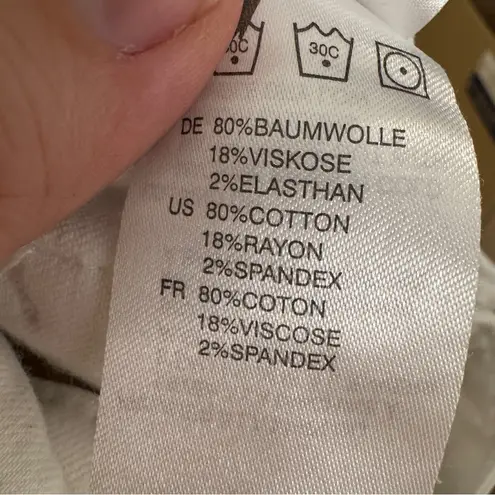 30C
DE 80%BAUMWOLLE
18%VISKOSE
2%ELASTHAN
US 80%COTTON
18%RAYON
2%SPANDEX
FR 80%COTON
18%VISCOSE
2%SPANDEX